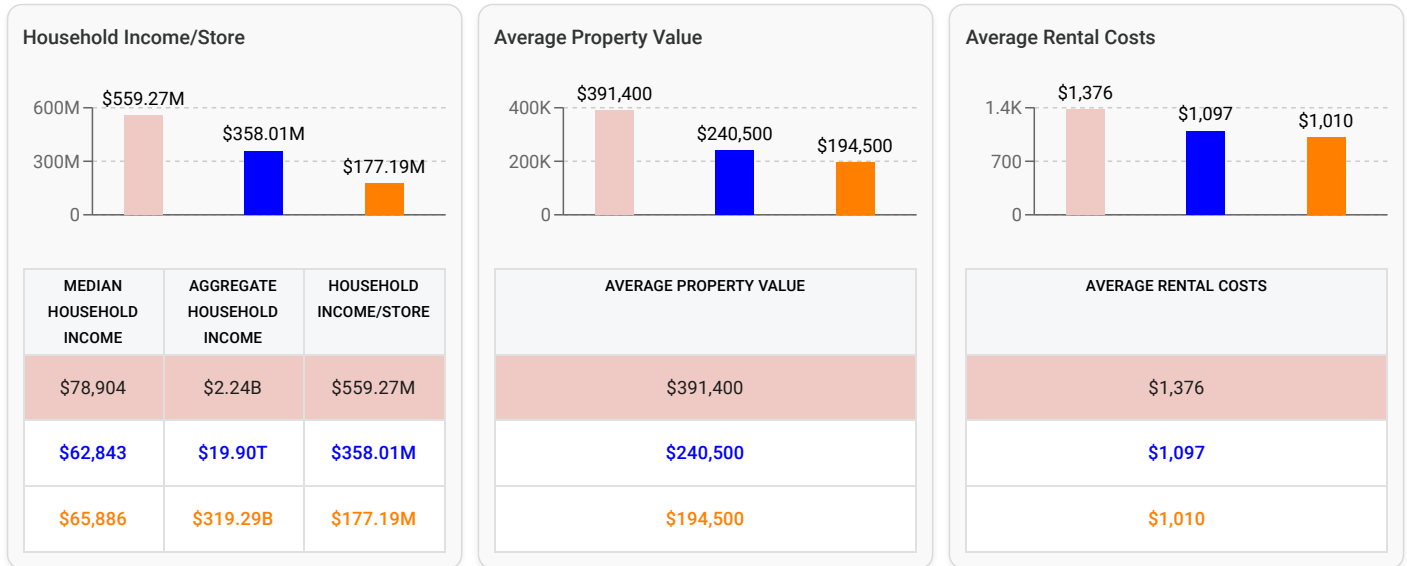 Household Income/Store
600M
300M
0
$559.27M
$358.01M
$177.19M
MEDIAN HOUSEHOLD INCOME
AGGREGATE HOUSEHOLD INCOME
HOUSEHOLD INCOME/STORE
$78,904 $2.24B $559.27M
$62,843 $19.90T $358.01M
$65,886 $319.29B $177.19M
Average Property Value
400K
200K
0
$391,400
$240,500
$194,500
AVERAGE PROPERTY VALUE
$391,400
$240,500
$194,500
Average Rental Costs
1.4K
700
0
$1,376
$1,097
$1,010
AVERAGE RENTAL COSTS
$1,376
$1,097
$1,010